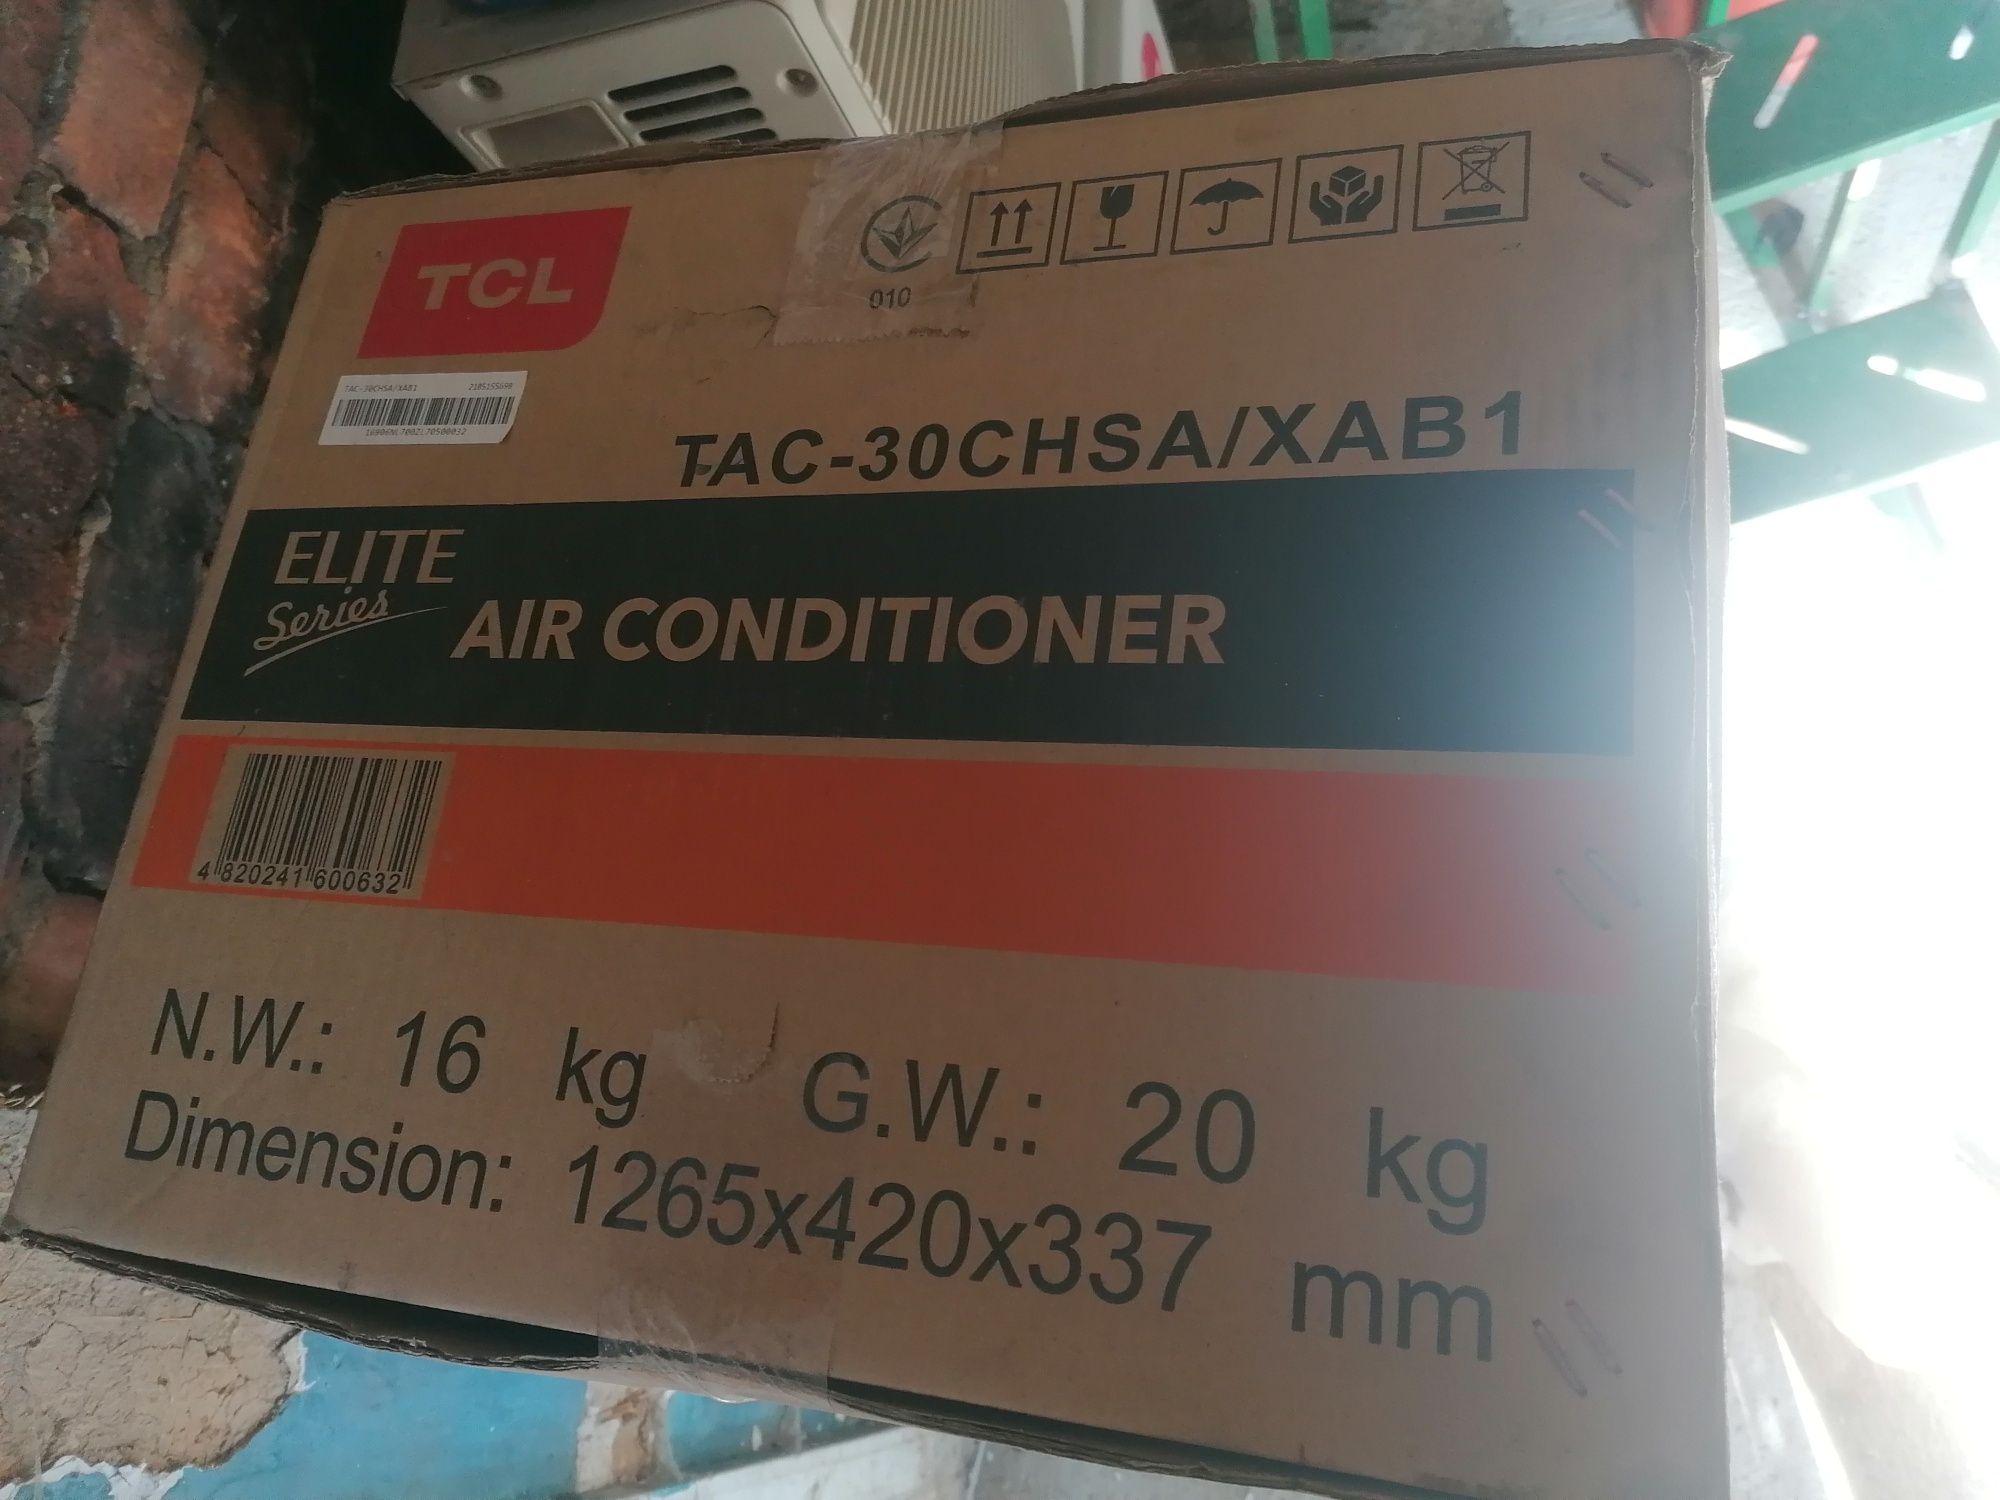 TCL
010
TAC-30CHSA/XAB1
TAC-30CHSA/XAB1
ELITE
Series
AIR CONDITIONER
4 820241 600632
N.W.: 16 kg G.W.: 20 kg
Dimension: 1265x420x337 mm